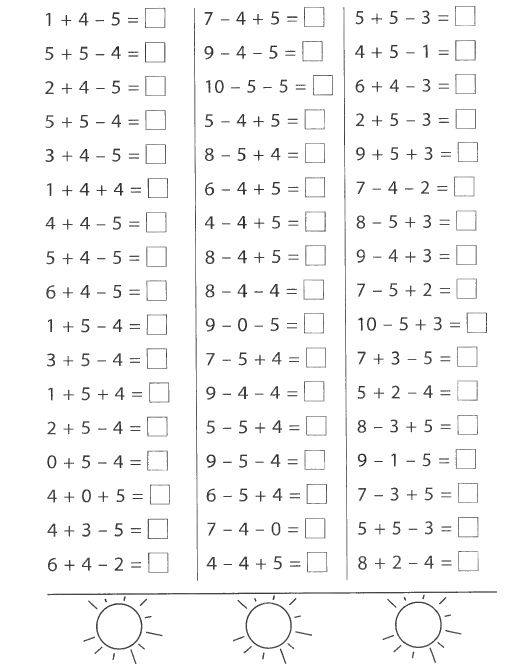 1 + 4 – 5 =
5 + 5 – 4 =
2 + 4 – 5 =
5 + 5 – 4 =
3 + 4 – 5 =
1 + 4 + 4 =
4 + 4 – 5 =
5 + 4 – 5 =
6 + 4 – 5 =
1 + 5 – 4 =
3 + 5 – 4 =
1 + 5 + 4 =
2 + 5 – 4 =
0 + 5 – 4 =
4 + 0 + 5 =
4 + 3 – 5 =
6 + 4 – 2 =
7 – 4 + 5 =
9 – 4 – 5 =
10 – 5 – 5 =
5 – 4 + 5 =
8 – 5 + 4 =
6 – 4 + 5 =
4 – 4 + 5 =
8 – 4 + 5 =
8 – 4 – 4 =
9 – 0 – 5 =
7 – 5 + 4 =
9 – 4 – 4 =
5 – 5 + 4 =
9 – 5 – 4 =
6 – 5 + 4 =
7 – 4 – 0 =
4 – 4 + 5 =
5 + 5 – 3 =
4 + 5 – 1 =
6 + 4 – 3 =
2 + 5 – 3 =
9 + 5 + 3 =
7 – 4 – 2 =
8 – 5 + 3 =
9 – 4 + 3 =
7 – 5 + 2 =
10 – 5 + 3 =
7 + 3 – 5 =
5 + 2 – 4 =
8 – 3 + 5 =
9 – 1 – 5 =
7 – 3 + 5 =
5 + 5 – 3 =
8 + 2 – 4 =